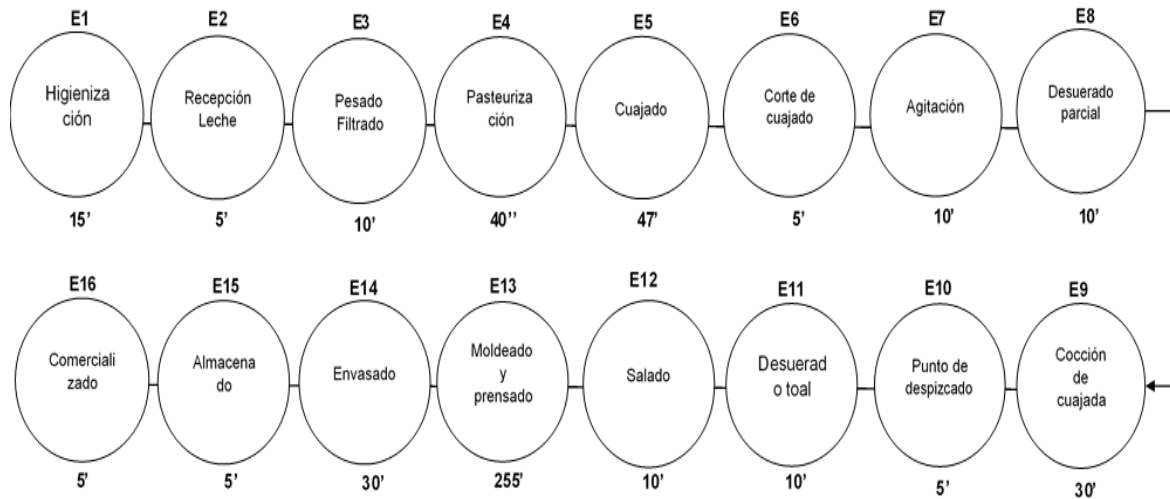 E1 E2 E3 E4 E5 E6 E7 E8
Higieniza
ción
Recepción
Leche
Pesado
Filtrado
Pasteuriza
ción
Cuajado
Corte de
cuajado
Agitación
Desuerado
parcial
15' 5' 10' 40'' 47' 5' 10' 10'
E16 E15 E14 E13 E12 E11 E10 E9
Comerciali
zado
Almacena
do
Envasado
Moldeado
y
prensado
Salado
Desuerad
o toal
Punto de
despizcado
Cocción
de
cuajada
5' 5' 30' 255' 10' 10' 5' 30'